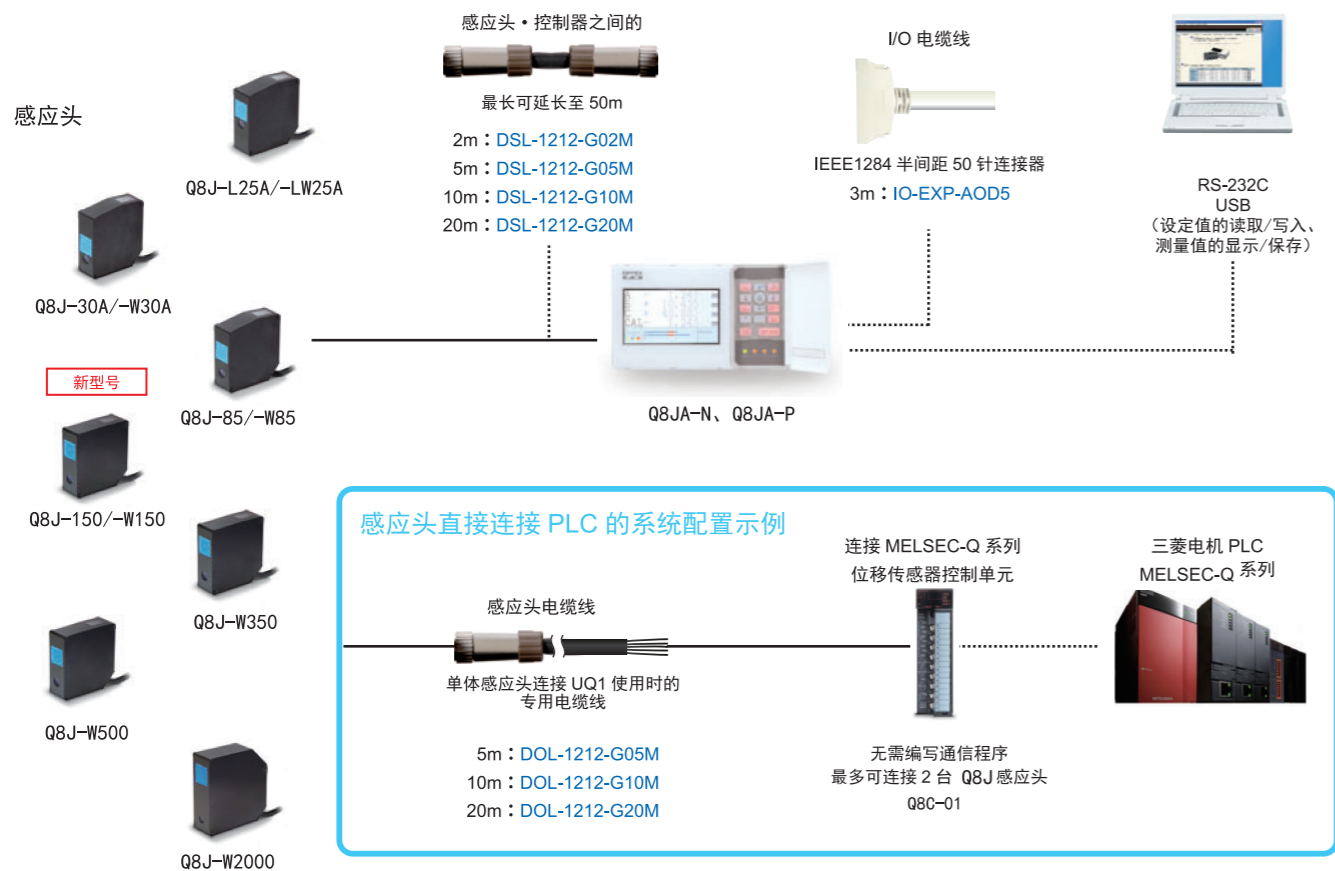 感应头
Q8J-L25A/-LW25A
Q8J-30A/-W30A
Q8J-85/-W85
新型号
Q8J-150/-W150
Q8J-W350
Q8J-W500
Q8J-W2000
感应头・控制器之间的
最长可延长至 50m
2m：DSL-1212-G02M
5m：DSL-1212-G05M
10m：DSL-1212-G10M
20m：DSL-1212-G20M
I/O 电缆线
IEEE1284 半间距 50 针连接器
3m：IO-EXP-AOD5
RS-232C
USB
（设定值的读取/写入、
测量值的显示/保存）
Q8JA-N、Q8JA-P
感应头直接连接 PLC 的系统配置示例
感应头电缆线
单体感应头连接 UQ1 使用时的
专用电缆线
5m：DOL-1212-G05M
10m：DOL-1212-G10M
20m：DOL-1212-G20M
连接 MELSEC-Q 系列
位移传感器控制单元
无需编写通信程序
最多可连接 2 台 Q8J 感应头
Q8C-01
三菱电机 PLC
MELSEC-Q 系列